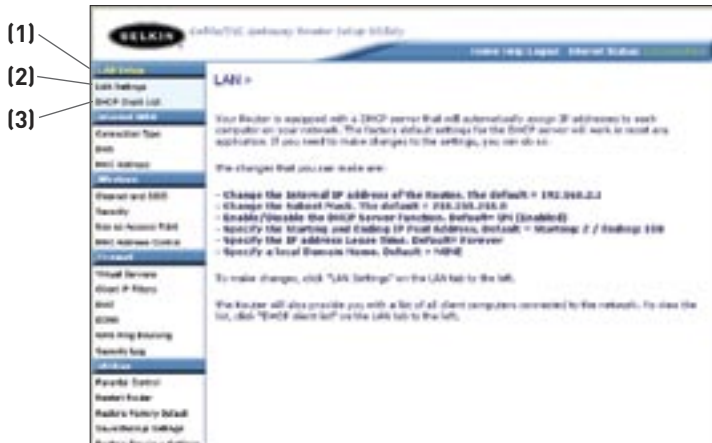 (1)
(2)
(3)
BELKIN
Cable/DSL Gateway Router Setup Utility
Home Help Logout Internet Status:
LAN Setup
LAN Settings
DHCP Client List
Internet WAN
Connection Type
DNS
MAC Address
Wireless
Channel and SSID
Security
Use as Access Point
MAC Address Control
Firewall
Virtual Servers
Client IP Filters
DMZ
DDNS
WAN Ping Blocking
Security Log
Utilities
Parental Control
Restart Router
Restore Factory Default
Save/Backup Settings
LAN >
Your Router is equipped with a DHCP server that will automatically assign IP addresses to each
computer on your network. The factory default settings for the DHCP server will work in most any
application. If you need to make changes to the settings, you can do so.
The changes that you can make are:
- Change the Internal IP address of the Router. The default = 192.168.2.1
- Change the Subnet Mask. The default = 255.255.255.0
- Enable/Disable the DHCP Server Function. Default= ON (Enabled)
- Specify the Starting and Ending IP Pool Address. Default = Starting: 2 / Ending: 100
- Specify the IP address Lease Time. Default= Forever
- Specify a local Domain Name. Default = NONE
To make changes, click "LAN Settings" on the LAN tab to the left.
The Router will also provide you with a list of all client computers connected to the network. To view the
list, click "DHCP client list" on the LAN tab to the left.